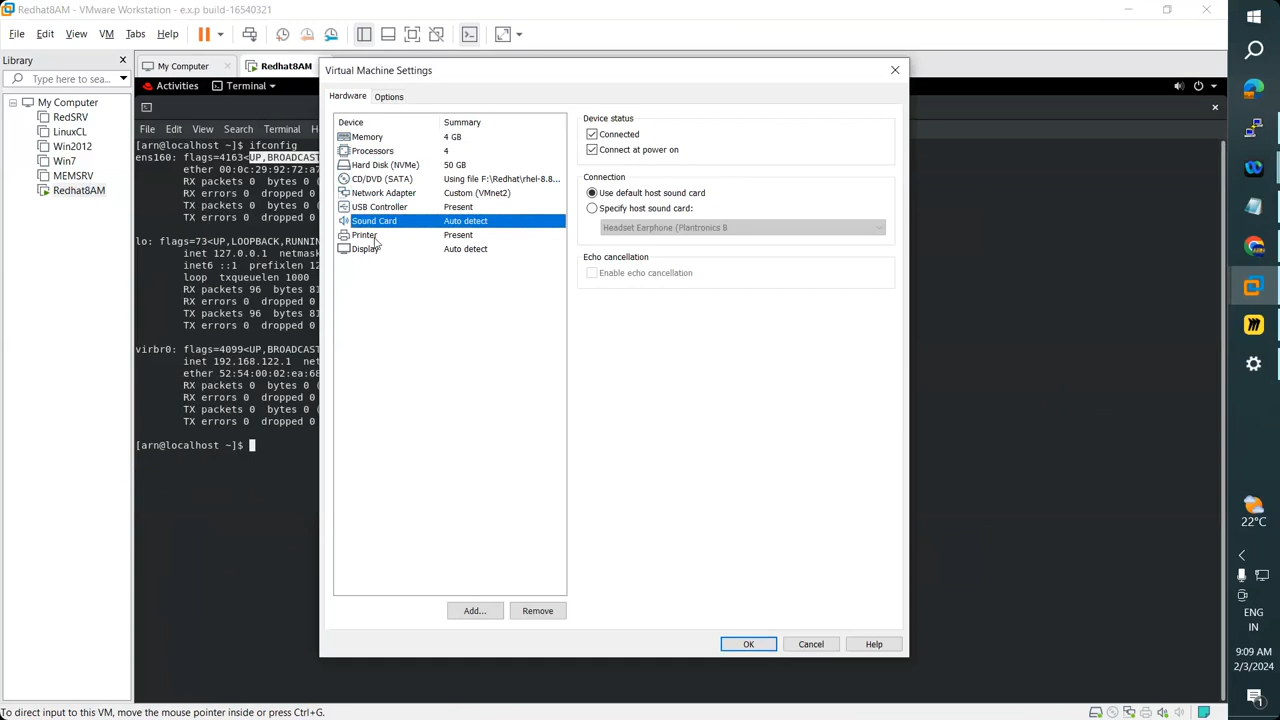 Redhat8AM - VMware Workstation - e.x.p build-16540321
File Edit View VM Tabs Help
Library
Type here to sea...
My Computer
RedSRV
LinuxCL
Win2012
Win7
MEMSRV
Redhat8AM
My Computer
Redhat8AM
Activities
Terminal
File Edit View Search Terminal H
[arn@localhost ~]$ ifconfig
ens160: flags=4163<UP,BROADCAST
ether 00:0c:29:92:72:a7
RX packets 0 bytes 0 (
RX errors 0 dropped 0
TX packets 0 bytes 0 (
TX errors 0 dropped 0
lo: flags=73<UP,LOOPBACK,RUNNIN
inet 127.0.0.1 netmask
inet6 ::1 prefixlen 12
loop txqueuelen 1000
RX packets 96 bytes 81
RX errors 0 dropped 0
TX packets 96 bytes 81
TX errors 0 dropped 0
virbr0: flags=4099<UP,BROADCAST
inet 192.168.122.1 net
ether 52:54:00:02:ea:68
RX packets 0 bytes 0 (
RX errors 0 dropped 0
TX packets 0 bytes 0 (
TX errors 0 dropped 0
[arn@localhost ~]$
Virtual Machine Settings
Hardware Options
Device Summary
Memory 4 GB
Processors 4
Hard Disk (NVMe) 50 GB
CD/DVD (SATA) Using file F:\Redhat\rhel-8.8...
Network Adapter Custom (VMnet2)
USB Controller Present
Sound Card Auto detect
Printer Present
Display Auto detect
Add... Remove
Device status
Connected
Connect at power on
Connection
Use default host sound card
Specify host sound card:
Headset Earphone (Plantronics B
Echo cancellation
Enable echo cancellation
OK Cancel Help
22°C
ENG
IN
9:09 AM
2/3/2024
1
To direct input to this VM, move the mouse pointer inside or press Ctrl+G.